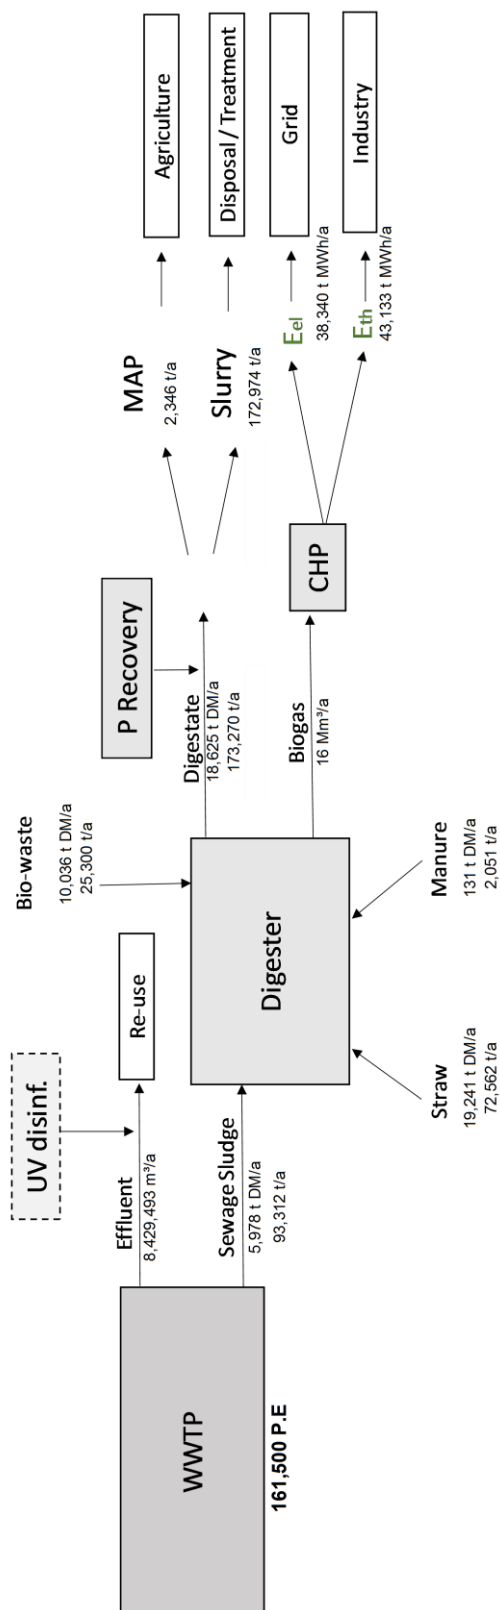 UV disinf.
WWTP
161,500 P.E
Effluent
8,429,493 m³/a
Re-use
Sewage Sludge
5,978 t DM/a
93,312 t/a
Bio-waste
10,036 t DM/a
25,300 t/a
Digester
Straw
19,241 t DM/a
72,562 t/a
Manure
131 t DM/a
2,051 t/a
P Recovery
Digestate
18,625 t DM/a
173,270 t/a
Biogas
16 Mm³/a
CHP
MAP
2,346 t/a
Slurry
172,974 t/a
Eel
38,340 t MWh/a
Eth
43,133 t MWh/a
Agriculture
Disposal / Treatment
Grid
Industry